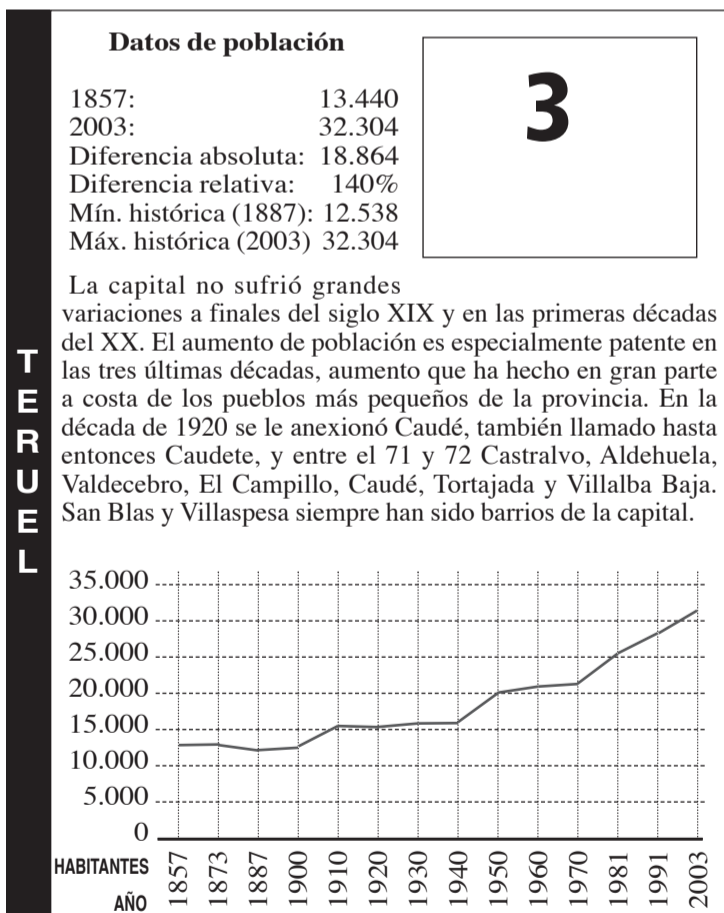 Datos de población
1857: 13.440
2003: 32.304
Diferencia absoluta: 18.864
Diferencia relativa: 140%
Mín. histórica (1887): 12.538
Máx. histórica (2003) 32.304
3
TERUEL
La capital no sufrió grandes
variaciones a finales del siglo XIX y en las primeras décadas
del XX. El aumento de población es especialmente patente en
las tres últimas décadas, aumento que ha hecho en gran parte
a costa de los pueblos más pequeños de la provincia. En la
década de 1920 se le anexionó Caudé, también llamado hasta
entonces Caudete, y entre el 71 y 72 Castralvo, Aldehuela,
Valdecebro, El Campillo, Caudé, Tortajada y Villalba Baja.
San Blas y Villaspesa siempre han sido barrios de la capital.
35.000
30.000
25.000
20.000
15.000
10.000
5.000
0
HABITANTES
AÑO
1857 1873 1887 1900 1910 1920 1930 1940 1950 1960 1970 1981 1991 2003